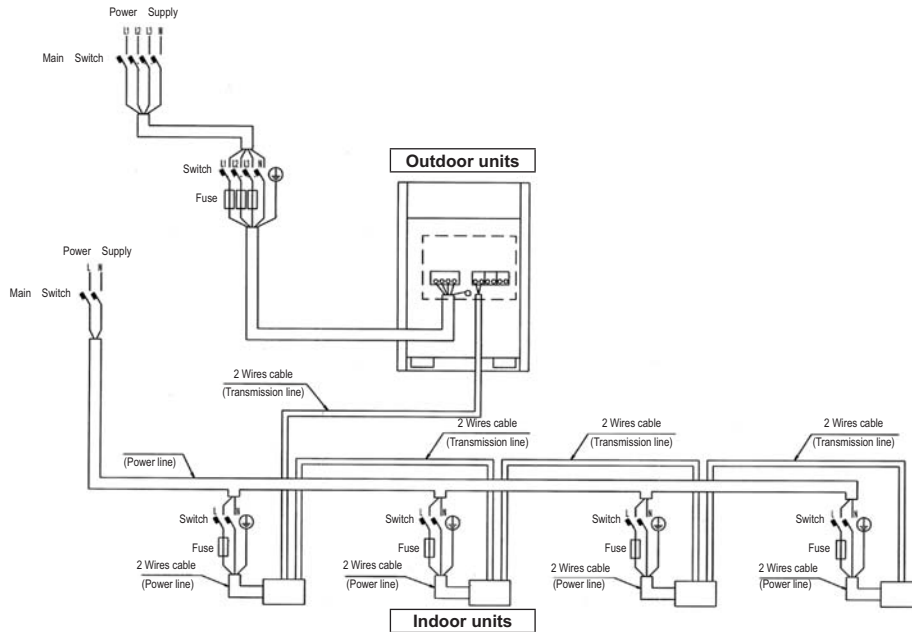 Power Supply
L1 L2 L3 N
Main Switch
Outdoor units
L1 L2 L3 N
Switch
Fuse
Power Supply
L N
Main Switch
2 Wires cable
(Transmission line)
2 Wires cable
(Transmission line)
2 Wires cable
(Transmission line)
2 Wires cable
(Transmission line)
(Power line)
L N
Switch
Fuse
2 Wires cable
(Power line)
L N
Switch
Fuse
2 Wires cable
(Power line)
L N
Switch
Fuse
2 Wires cable
(Power line)
L N
Switch
Fuse
2 Wires cable
(Power line)
Indoor units